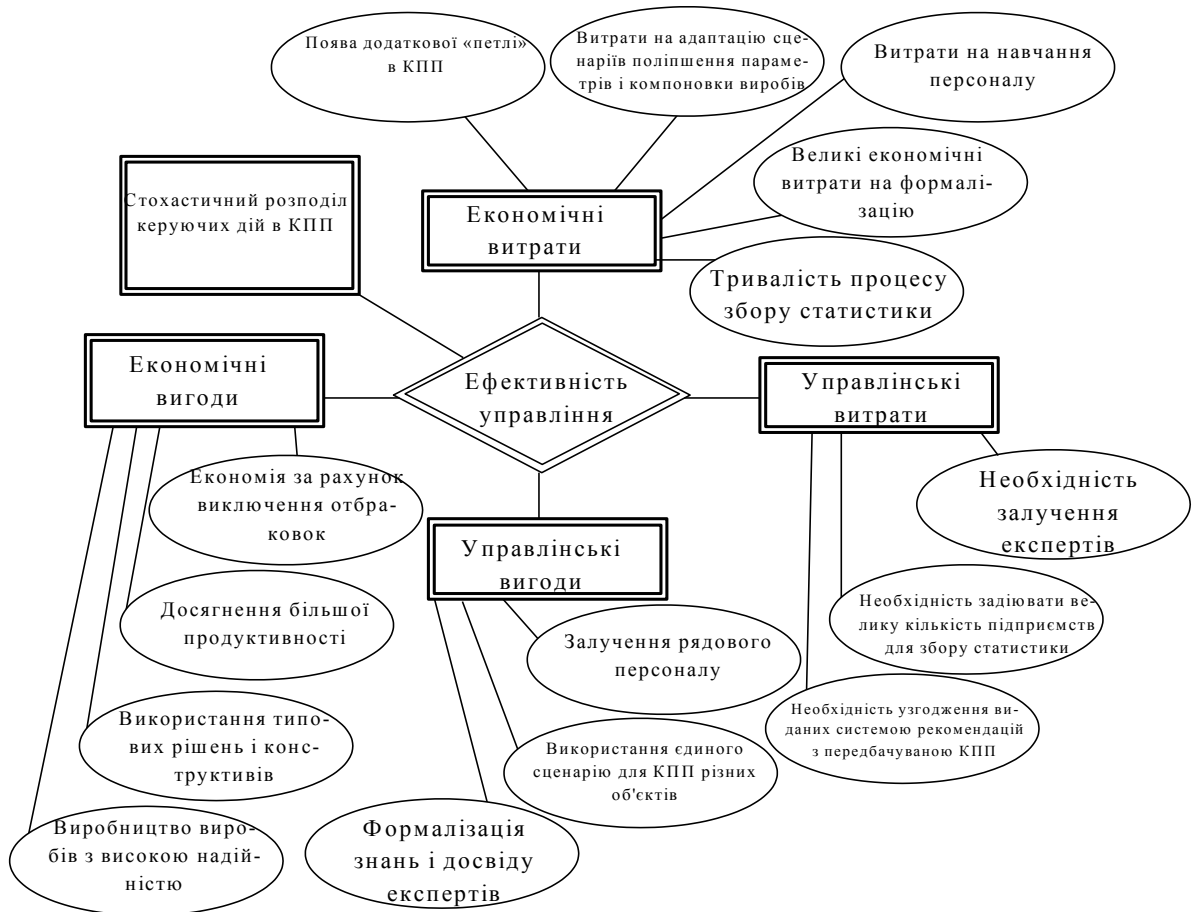 Поява додаткової «петлі»
в КПП
Витрати на адаптацію сце-
наріїв поліпшення параме-
трів і компоновки виробів
Витрати на навчання
персоналу
Великі економічні
витрати на формалі-
зацію
Стохастичний розподіл
керуючих дій в КПП
Економічні
витрати
Тривалість процесу
збору статистики
Економічні
вигоди
Ефективність
управління
Управлінські
витрати
Економія за рахунок
виключення отбра-
ковок
Необхідність
залучення
експертів
Управлінські
вигоди
Досягнення більшої
продуктивності
Необхідність задіювати ве-
лику кількість підприємств
для збору статистики
Залучення рядового
персоналу
Використання типо-
вих рішень і конс-
труктивів
Необхідність узгодження ви-
даних системою рекомендацій
з передбачуваною КПП
Використання єдиного
сценарію для КПП різних
об'єктів
Виробництво виро-
бів з високою надій-
ністю
Формалізація
знань і досвіду
експертів